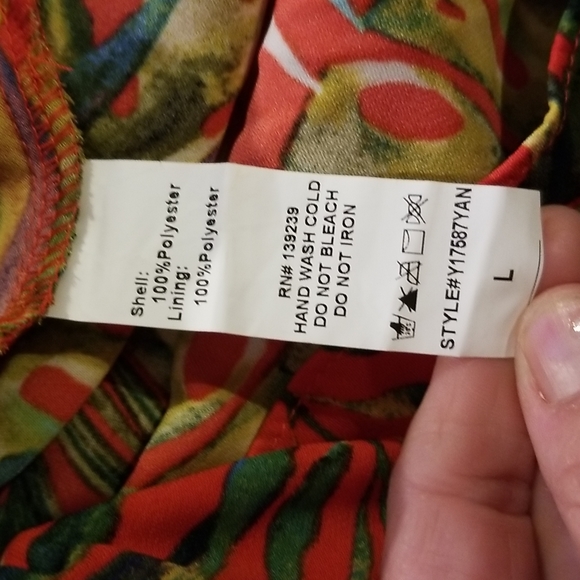 Shell:
100%Polyester
Lining:
100%Polyester
RN# 139239
HAND WASH COLD
DO NOT BLEACH
DO NOT IRON
STYLE#Y17587YAN
L